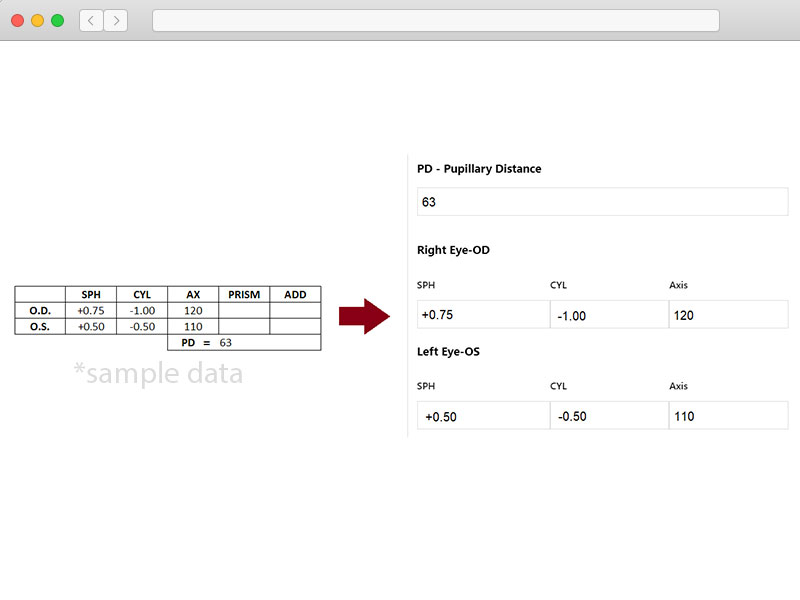 SPH CYL AX PRISM ADD
O.D. +0.75 -1.00 120
O.S. +0.50 -0.50 110
PD = 63
*sample data
PD - Pupillary Distance
63
Right Eye-OD
SPH CYL Axis
+0.75 -1.00 120
Left Eye-OS
SPH CYL Axis
+0.50 -0.50 110